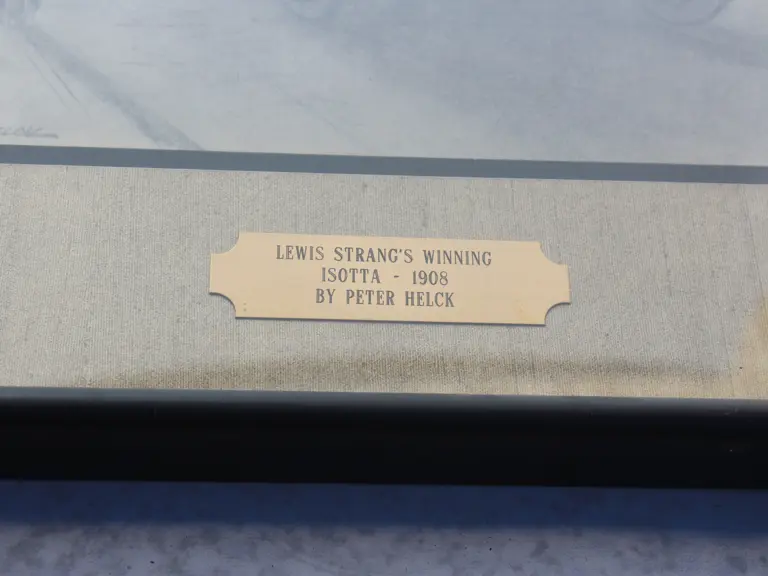 LEWIS STRANG'S WINNING
ISOTTA - 1908
BY PETER HELCK